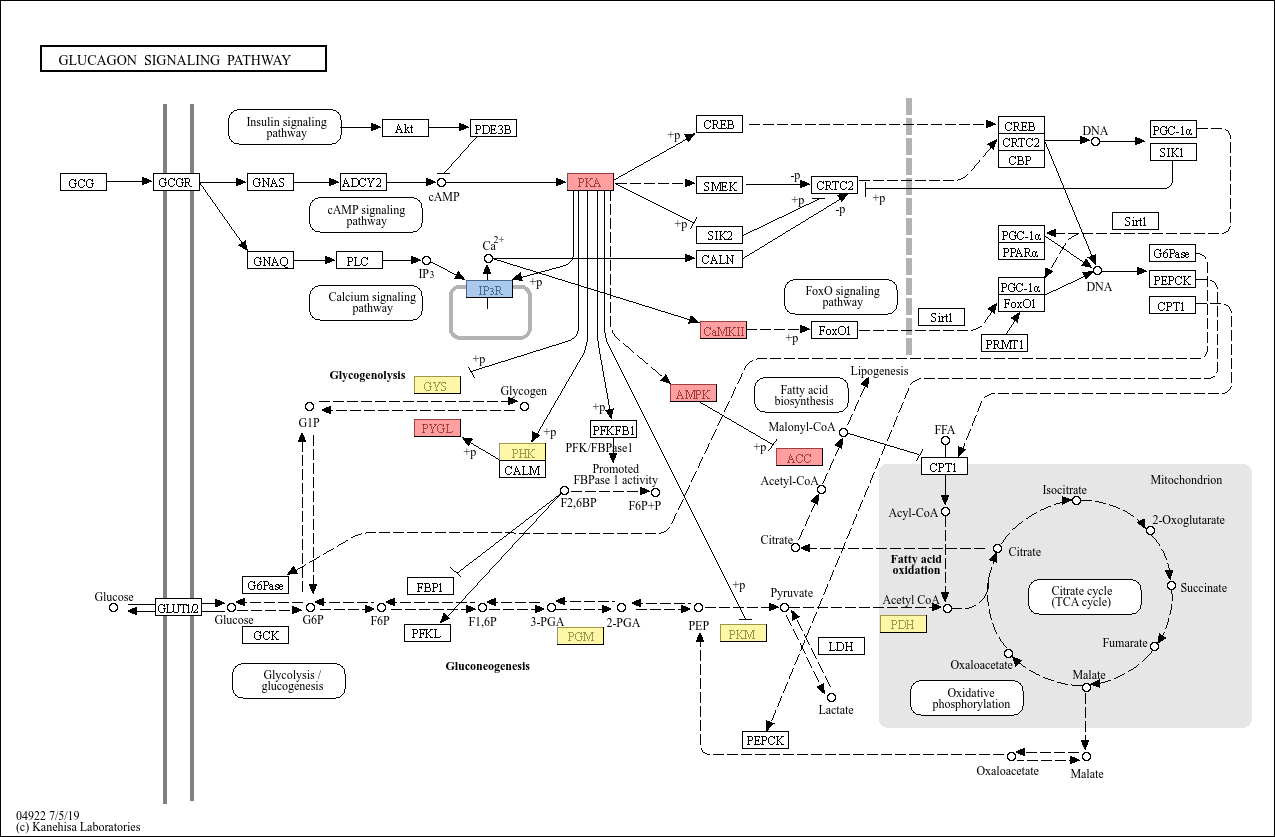 GLUCAGON SIGNALING PATHWAY
Insulin signaling
pathway
Akt
PDE3B
GCG
GCGR
GNAS
ADCY2
cAMP
PKA
cAMP signaling
pathway
GNAQ
PLC
IP3
Ca2+
IP3R
+p
Calcium signaling
pathway
+p
CREB
SMEK
-p
CRTC2
+p
-p
+p
+p
SIK2
CALN
CREB
CRTC2
CBP
DNA
PGC-1α
SIK1
Sirt1
PGC-1α
PPARα
G6Pase
PEPCK
CPT1
DNA
PGC-1α
FoxO1
PRMT1
FoxO signaling
pathway
CaMKII
+p
FoxO1
Sirt1
Glycogenolysis
+p
GYS
Glycogen
G1P
PYGL
+p
PHK
CALM
+p
+p
PFKFB1
PFK/FBPase1
Promoted
FBPase 1 activity
F2,6BP
F6P+P
AMPK
+p
ACC
Fatty acid
biosynthesis
Lipogenesis
Malonyl-CoA
Acetyl-CoA
Citrate
FFA
CPT1
Acyl-CoA
Fatty acid
oxidation
Mitochondrion
Isocitrate
2-Oxoglutarate
Citrate
Succinate
Citrate cycle
(TCA cycle)
Fumarate
Malate
Oxaloacetate
Oxidative
phosphorylation
Glucose
GLUT1/2
G6Pase
Glucose
GCK
G6P
F6P
FBP1
PFKL
F1,6P
3-PGA
PGM
2-PGA
PEP
+p
PKM
Pyruvate
Acetyl CoA
PDH
LDH
Lactate
Glycolysis /
glucogenesis
Gluconeogenesis
PEPCK
Oxaloacetate
Malate
04922 7/5/19
(c) Kanehisa Laboratories